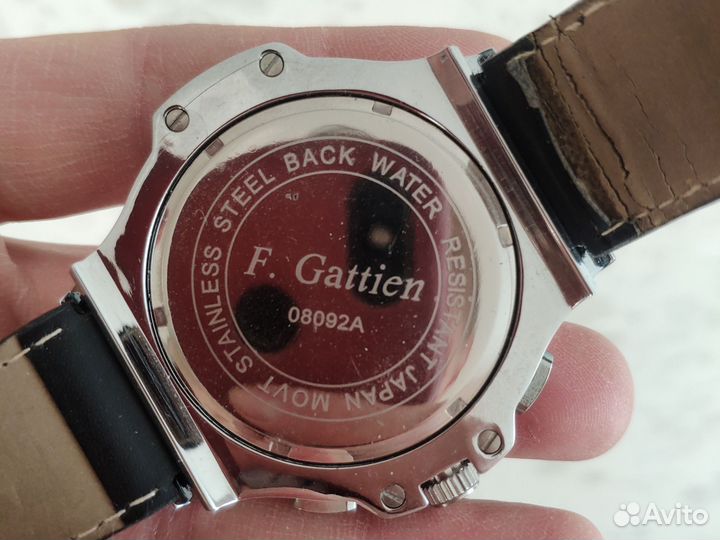 STAINLESS STEEL BACK WATER RESISTANT JAPAN MOVT
F. Gattien
08092A
Avito